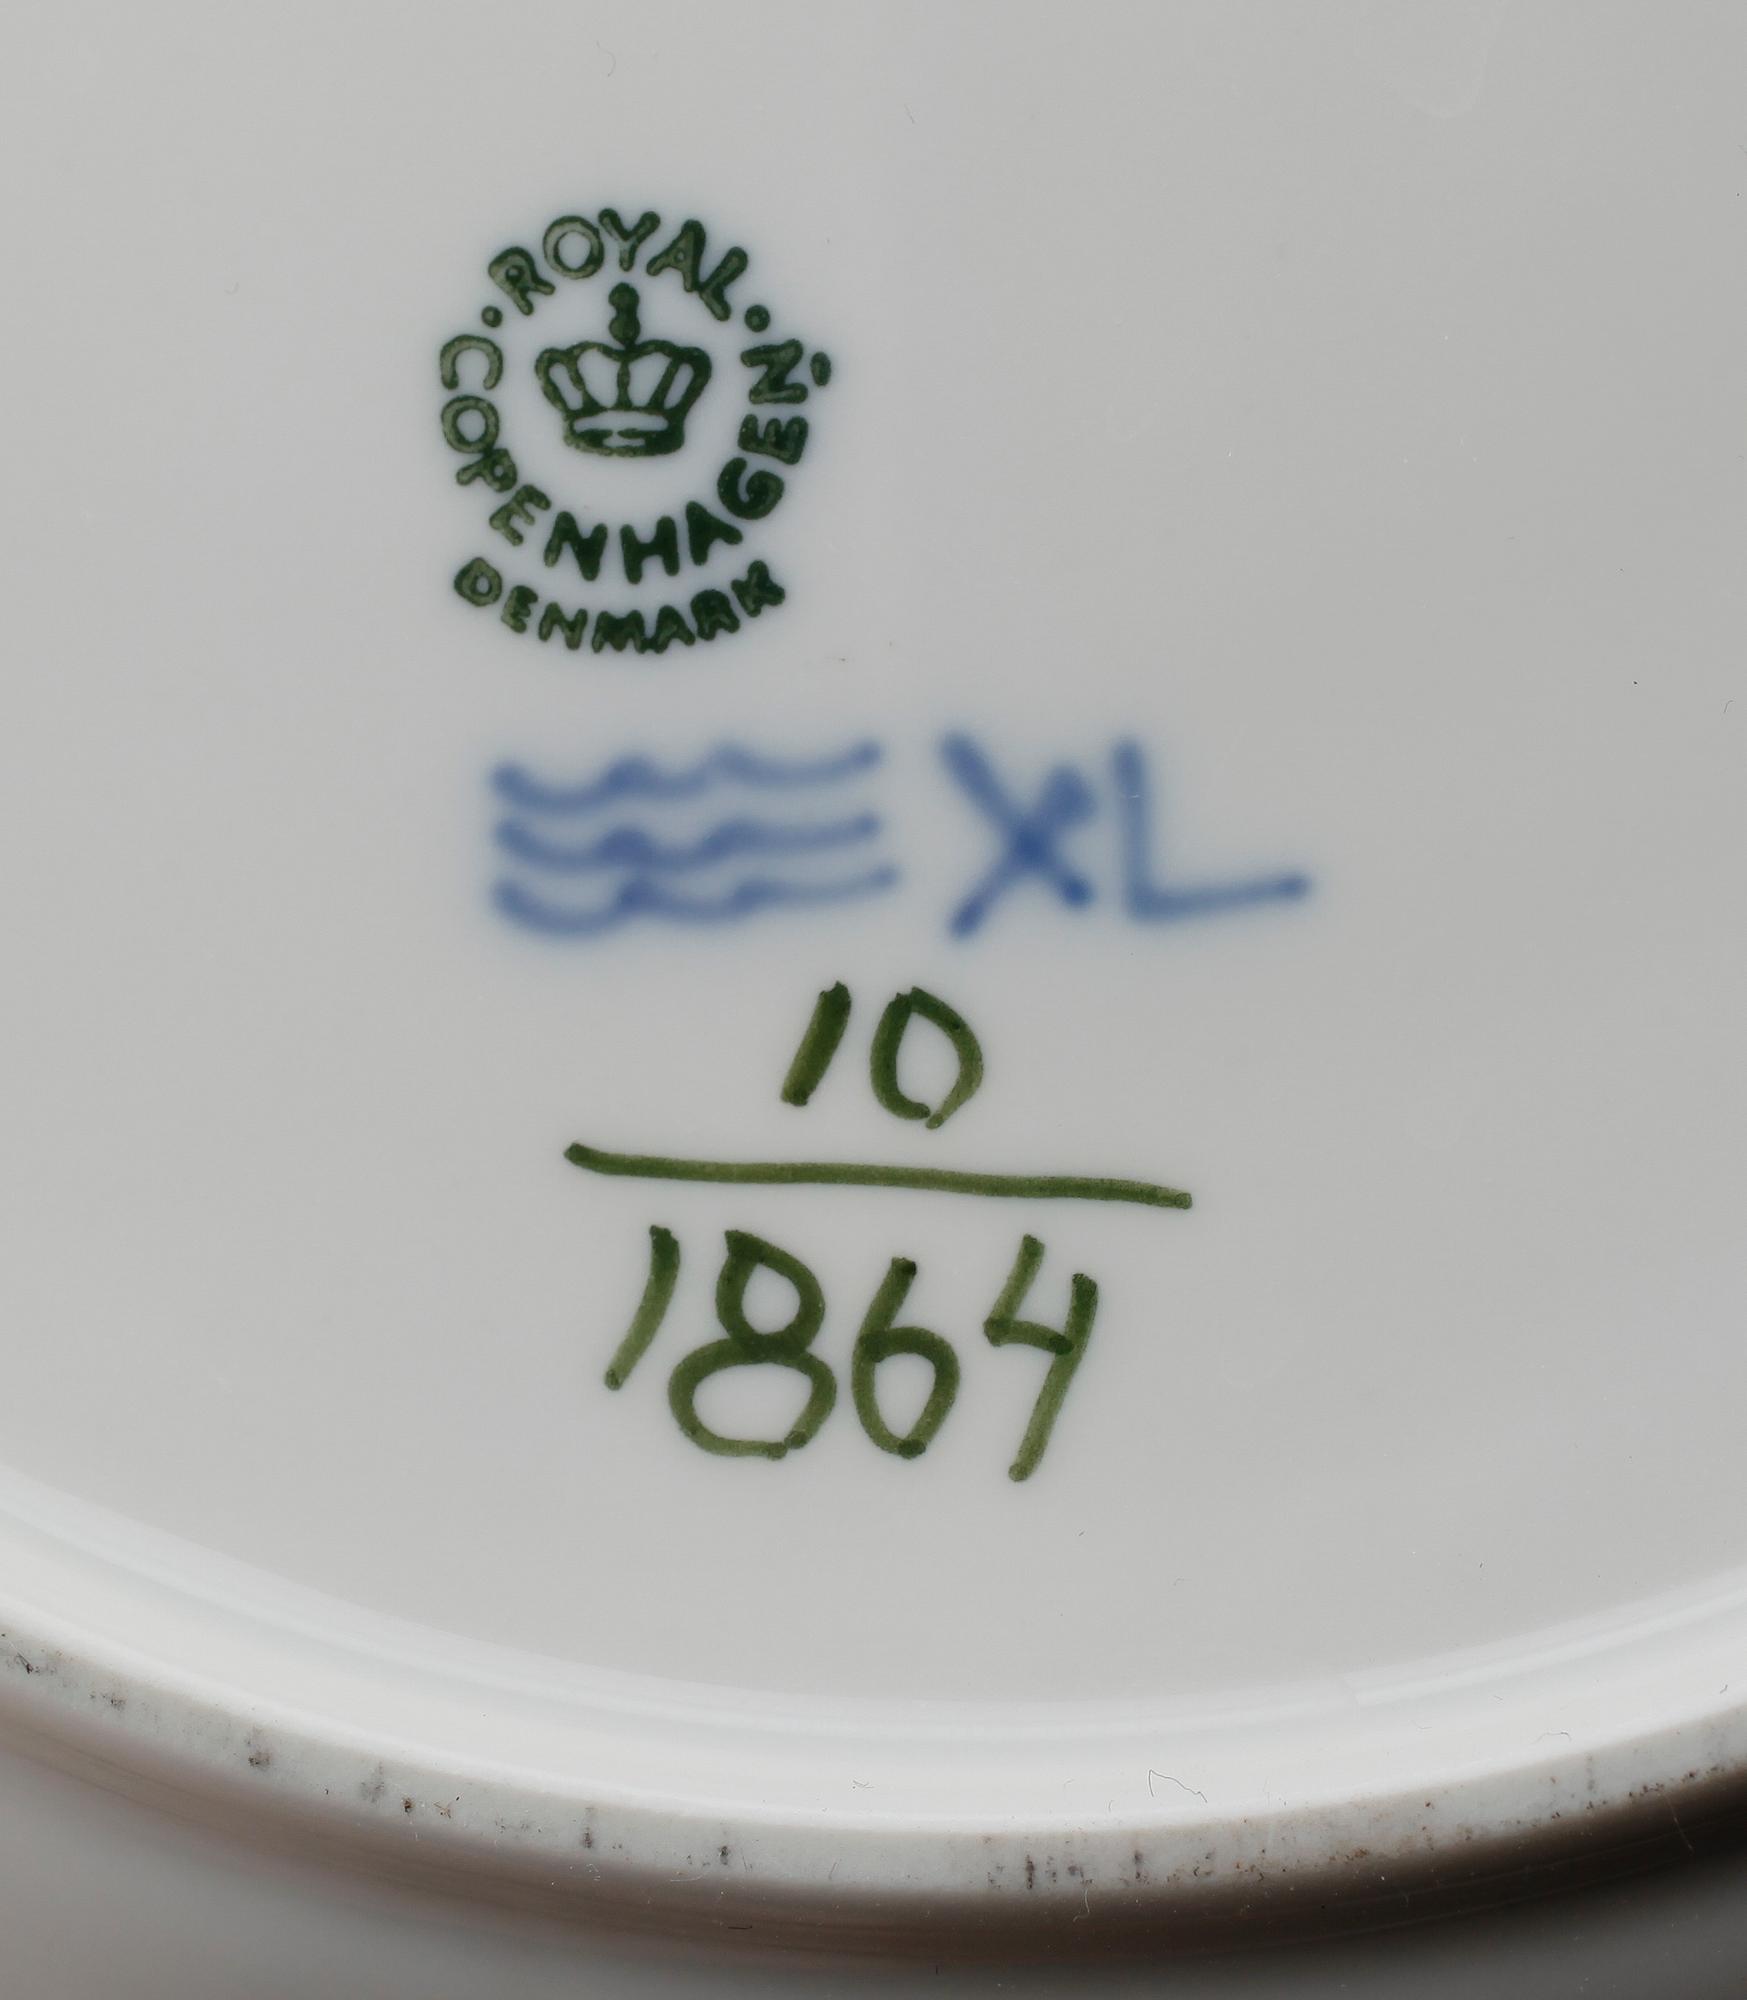 ROYAL
COPENHAGEN
DENMARK
XL
10
1864